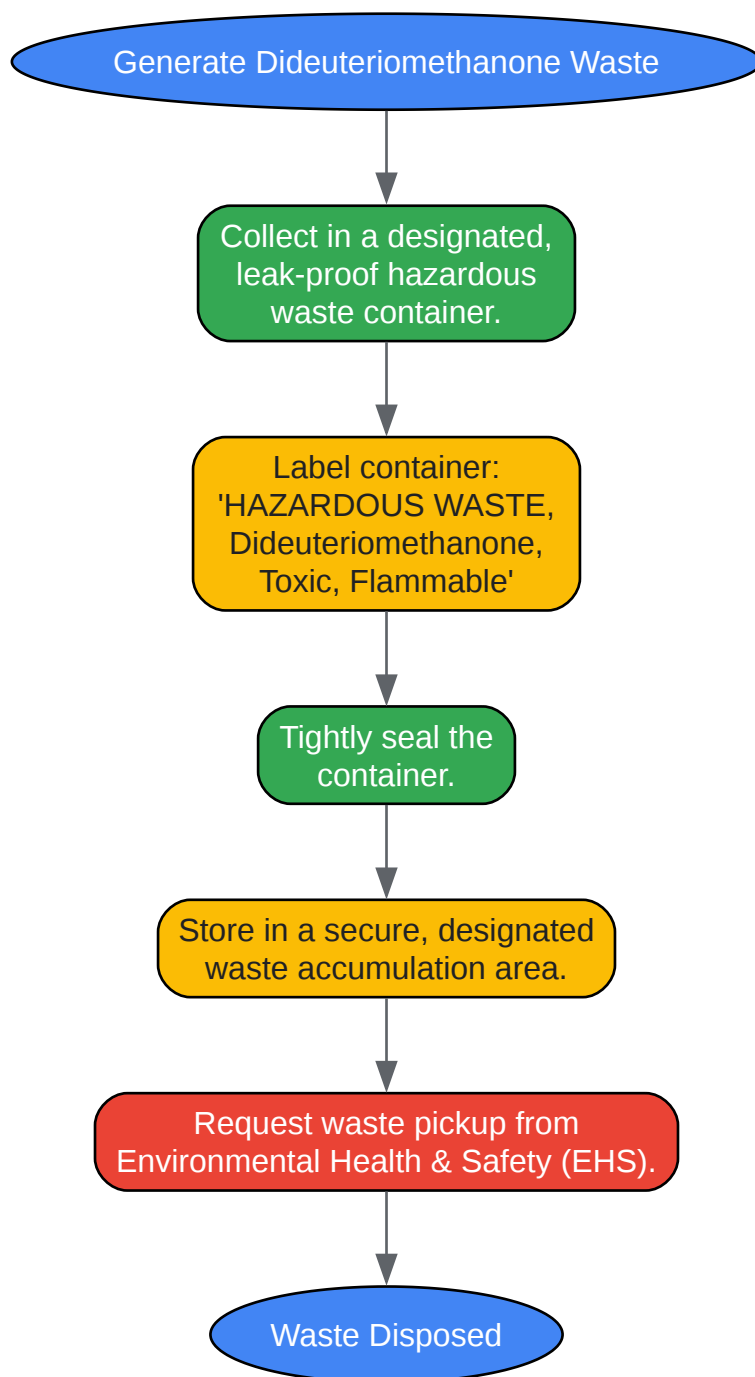 Generate Dideuteriomethanone Waste
Collect in a designated,
leak-proof hazardous
waste container.
Label container:
'HAZARDOUS WASTE,
Dideuteriomethanone,
Toxic, Flammable'
Tightly seal the
container.
Store in a secure, designated
waste accumulation area.
Request waste pickup from
Environmental Health & Safety (EHS).
Waste Disposed